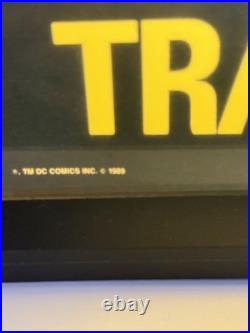 TRA
*, TM DC COMICS INC. © 1989